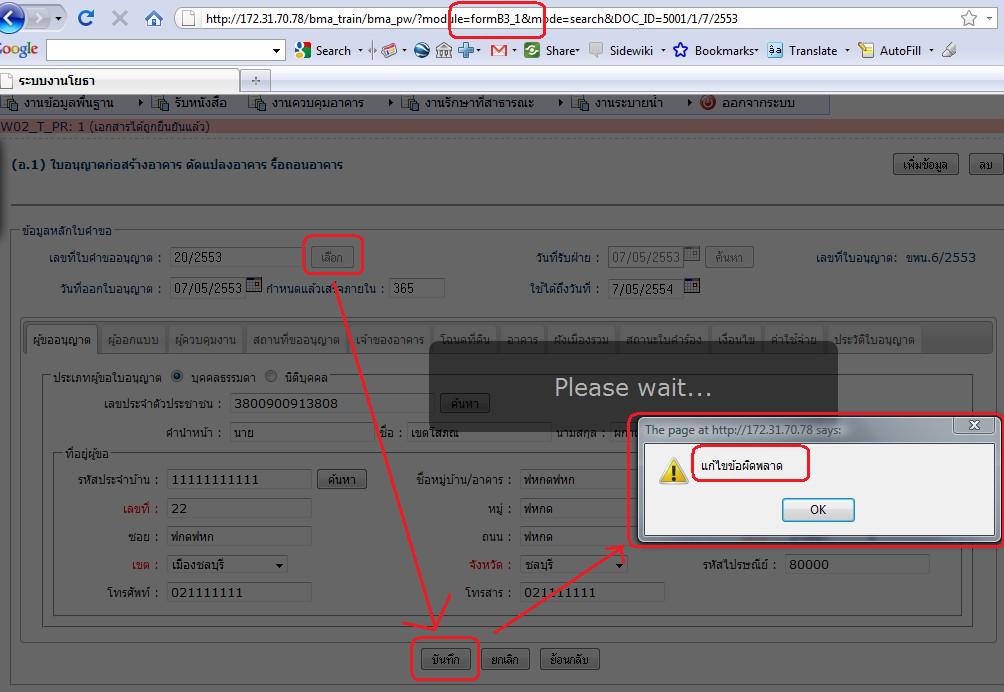 http://172.31.70.78/bma_train/bma_pw/?module=formB3_1&mode=search&DOC_ID=5001/1/7/2553
Google Search Share Sidewiki Bookmarks Translate AutoFill
ระบบงานโยธา
งานข้อมูลพื้นฐาน รับหนังสือ งานควบคุมอาคาร งานรักษาที่สาธารณะ งานระบายน้ำ ออกจากระบบ
W02_T_PR: 1 (เอกสารได้ถูกยืนยันแล้ว)
(อ.1) ใบอนุญาตก่อสร้างอาคาร ดัดแปลงอาคาร รื้อถอนอาคาร เพิ่มข้อมูล ลบ
ข้อมูลหลักใบคำขอ
เลขที่ใบคำขออนุญาต : 20/2553 เลือก วันที่รับฝ่าย : 07/05/2553 ค้นหา เลขที่ใบอนุญาต: ขพน.6/2553
วันที่ออกใบอนุญาต : 07/05/2553 กำหนดแล้วเสร็จภายใน : 365 ใช้ได้ถึงวันที่ : 7/05/2554
ผู้ขออนุญาต ผู้ออกแบบ ผู้ควบคุมงาน สถานที่ขออนุญาต เจ้าของอาคาร โฉนดที่ดิน อาคาร ผังเมืองรวม สถานะใบคำร้อง เงื่อนไข ค่าใช้จ่าย ประวัติใบอนุญาต
ประเภทผู้ขอใบอนุญาต บุคคลธรรมดา นิติบุคคล
Please wait...
เลขประจำตัวประชาชน : 3800900913808 ค้นหา
คำนำหน้า : นาย ชื่อ : เขตโสภณ นามสกุล :
The page at http://172.31.70.78 says:
แก้ไขข้อผิดพลาด
OK
ที่อยู่ผู้ขอ
รหัสประจำบ้าน : 11111111111 ค้นหา ชื่อหมู่บ้าน/อาคาร : ฟหกดฟหก
เลขที่ : 22 หมู่ : ฟหกด
ซอย : ฟกดฟหก ถนน : ฟหกด
เขต : เมืองชลบุรี จังหวัด : ชลบุรี รหัสไปรษณีย์ : 80000
โทรศัพท์ : 021111111 โทรสาร : 021111111
บันทึก ยกเลิก ย้อนกลับ